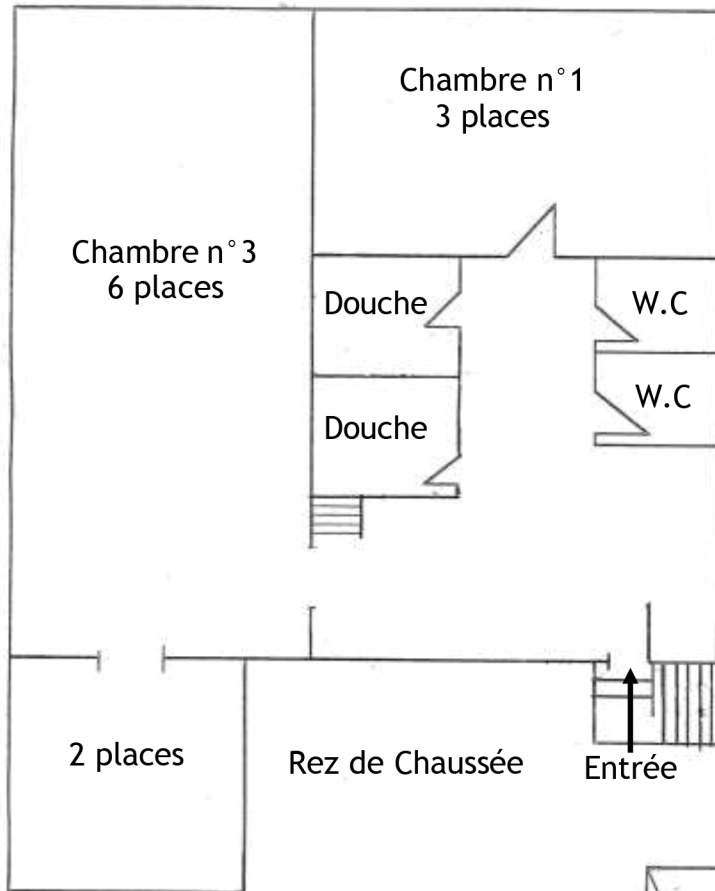 Chambre n°1
3 places
Chambre n°3
6 places
Douche
W.C
Douche
W.C
2 places
Rez de Chaussée
Entrée